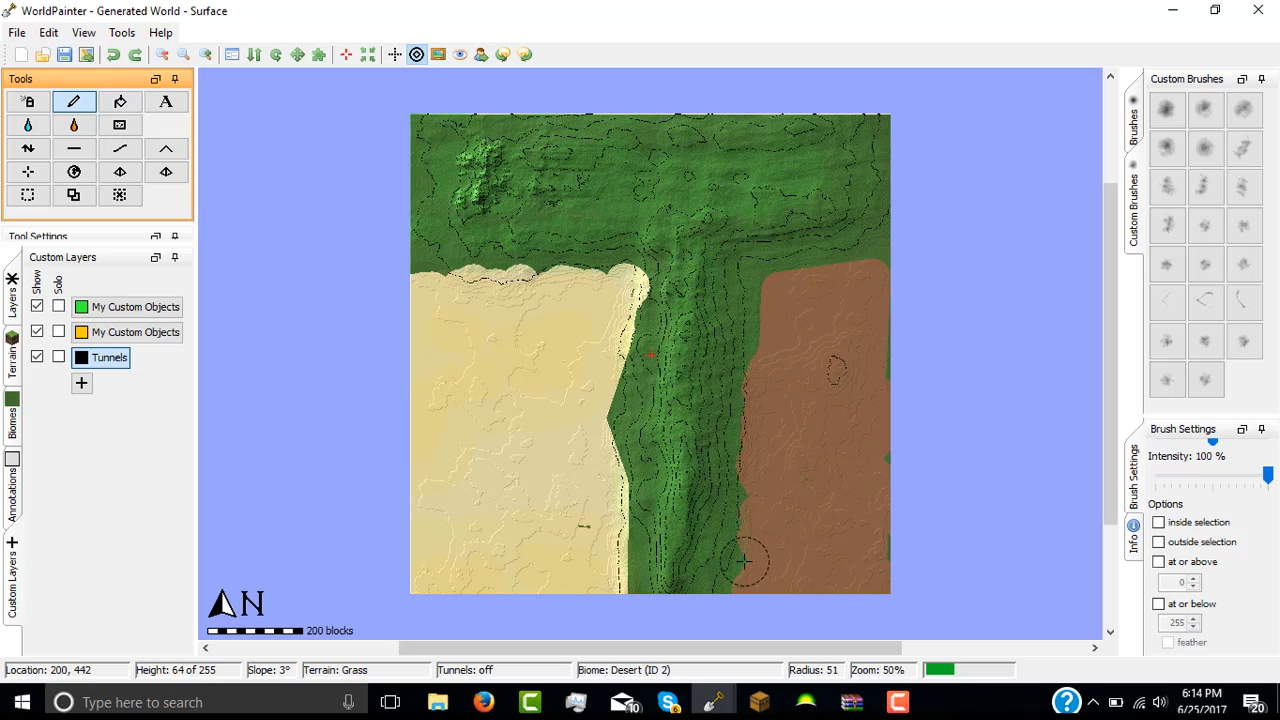 WorldPainter - Generated World - Surface
File Edit View Tools Help
Tools
A
Tool Settings
Custom Layers
Show
Solo
My Custom Objects
My Custom Objects
Tunnels
Layers
Terrain
Biomes
Annotations
Custom Layers
N
200 blocks
Brushes
Custom Brushes
Custom Brushes
Brush Settings
Info
Brush Settings
Intensity: 100 %
Options
inside selection
outside selection
at or above
0
at or below
255
feather
Location: 200, 442 Height: 64 of 255 Slope: 3° Terrain: Grass Tunnels: off Biome: Desert (ID 2) Radius: 51 Zoom: 50%
Type here to search
10
6
6:14 PM
6/25/2017
20